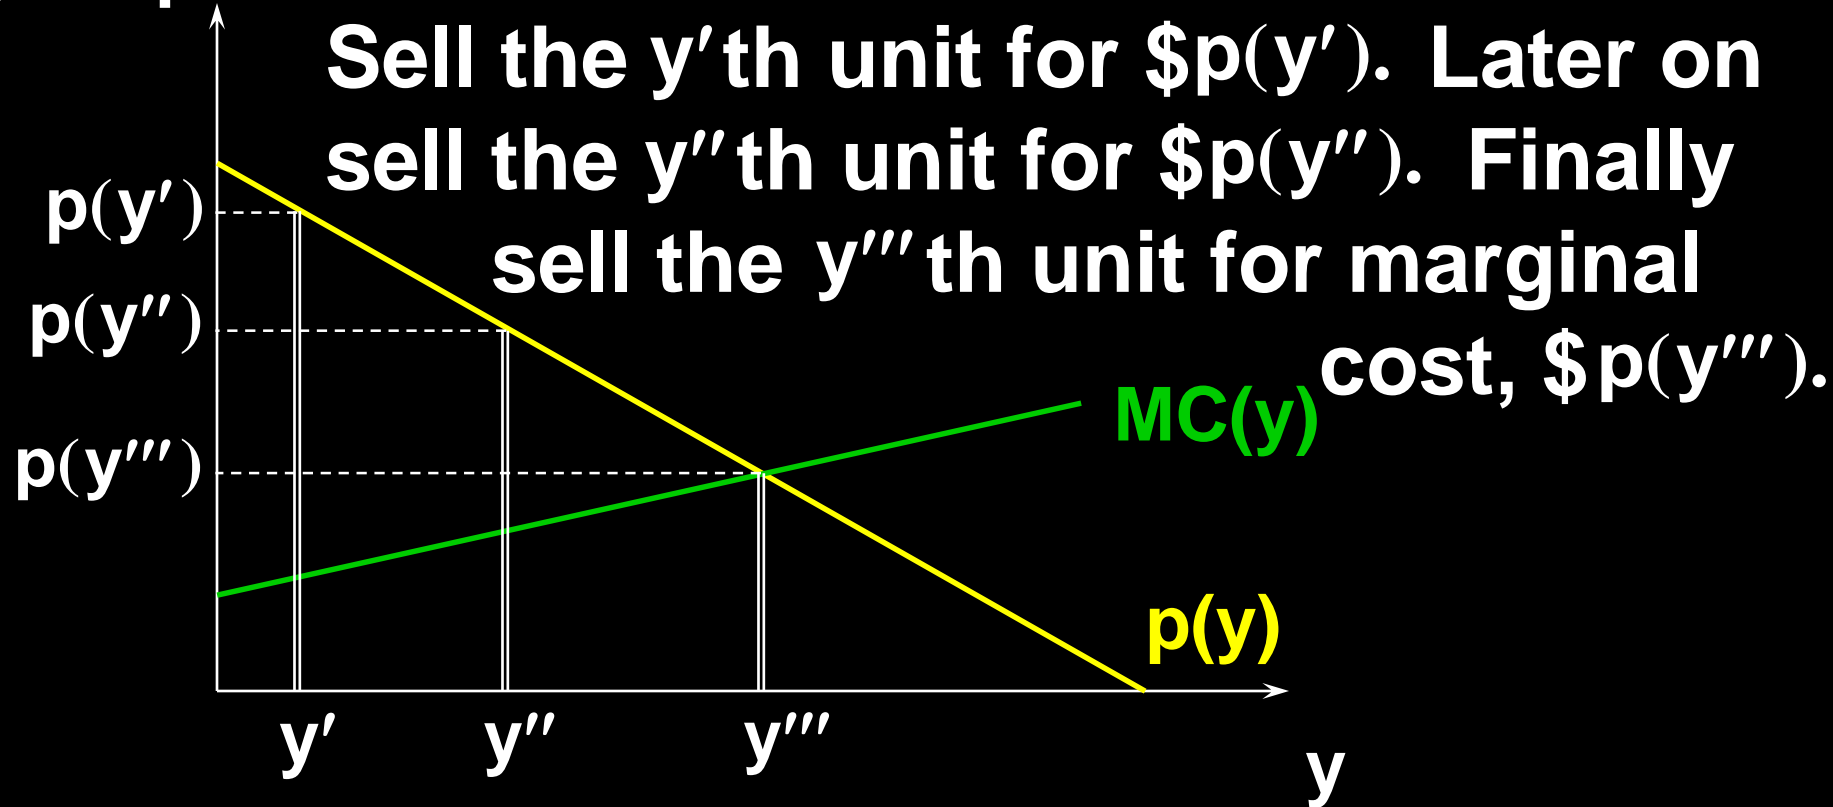 Sell the y′th unit for $p(y′). Later on
sell the y″th unit for $p(y″). Finally
sell the y‴th unit for marginal
cost, $p(y‴).
p(y′)
p(y″)
p(y‴)
MC(y)
p(y)
y′ y″ y‴
y